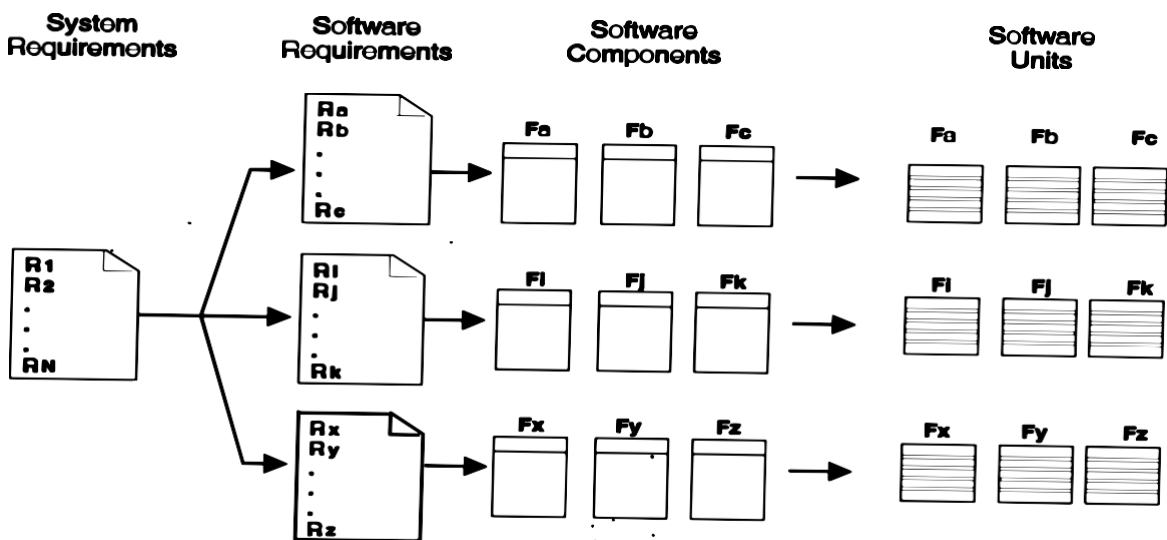 System
Requirements
Software
Requirements
Software
Components
Software
Units
R1
R2
.
.
.
RN
Ra
Rb
.
.
.
Rc
Fa Fb Fc
Fa Fb Fc
Ri
Rj
.
.
.
Rk
Fi Fj Fk
Fi Fj Fk
Rx
Ry
.
.
.
Rz
Fx Fy Fz
Fx Fy Fz